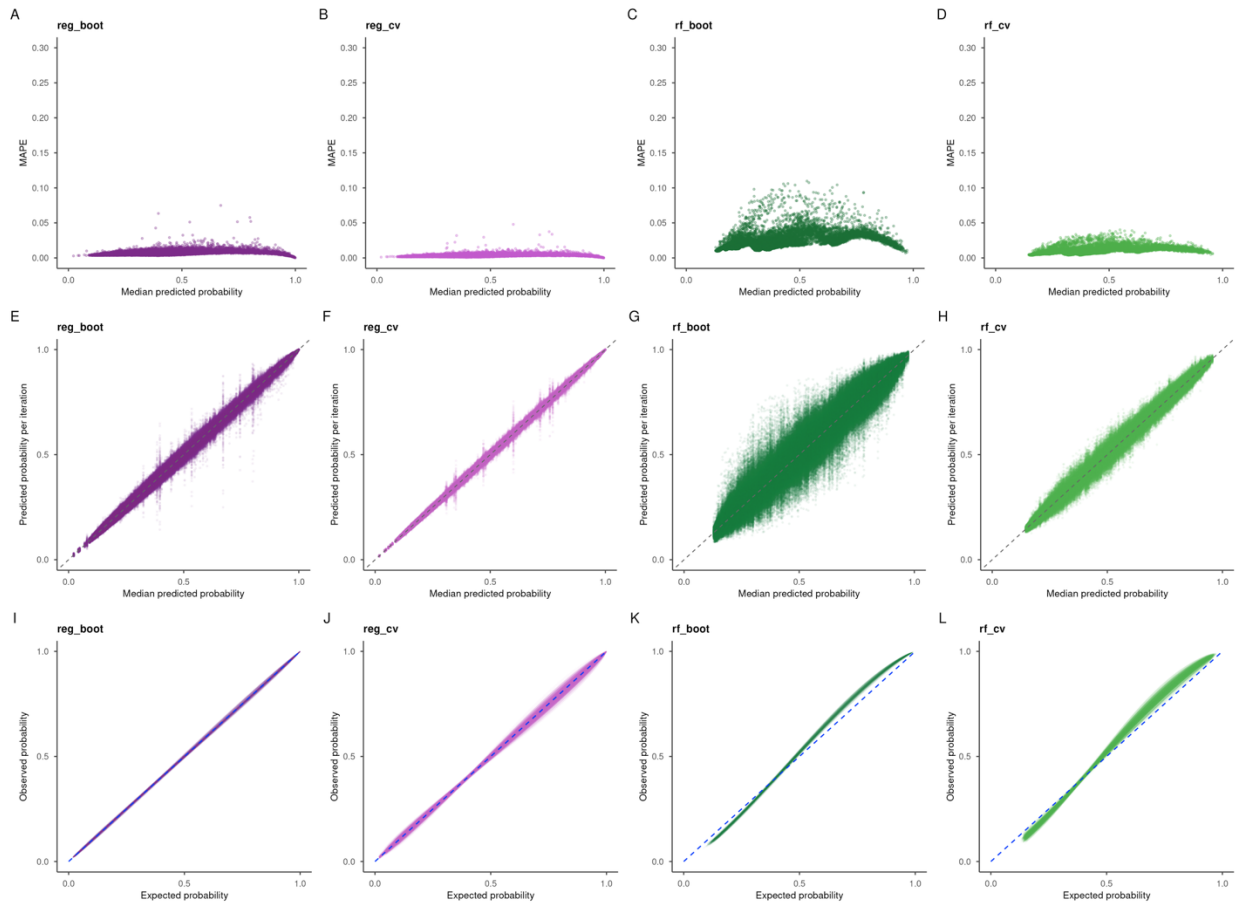 A
reg_boot
0.30
0.25
0.20
0.15
0.10
0.05
0.00
MAPE
0.0
0.5
1.0
Median predicted probability
B
reg_cv
0.30
0.25
0.20
0.15
0.10
0.05
0.00
MAPE
0.0
0.5
1.0
Median predicted probability
C
rf_boot
0.30
0.25
0.20
0.15
0.10
0.05
0.00
MAPE
0.0
0.5
1.0
Median predicted probability
D
rf_cv
0.30
0.25
0.20
0.15
0.10
0.05
0.00
MAPE
0.0
0.5
1.0
Median predicted probability
E
reg_boot
1.0
0.5
0.0
Predicted probability per iteration
0.0
0.5
1.0
Median predicted probability
F
reg_cv
1.0
0.5
0.0
Predicted probability per iteration
0.0
0.5
1.0
Median predicted probability
G
rf_boot
1.0
0.5
0.0
Predicted probability per iteration
0.0
0.5
1.0
Median predicted probability
H
rf_cv
1.0
0.5
0.0
Predicted probability per iteration
0.0
0.5
1.0
Median predicted probability
I
reg_boot
1.0
0.5
0.0
Observed probability
0.0
0.5
1.0
Expected probability
J
reg_cv
1.0
0.5
0.0
Observed probability
0.0
0.5
1.0
Expected probability
K
rf_boot
1.0
0.5
0.0
Observed probability
0.0
0.5
1.0
Expected probability
L
rf_cv
1.0
0.5
0.0
Observed probability
0.0
0.5
1.0
Expected probability